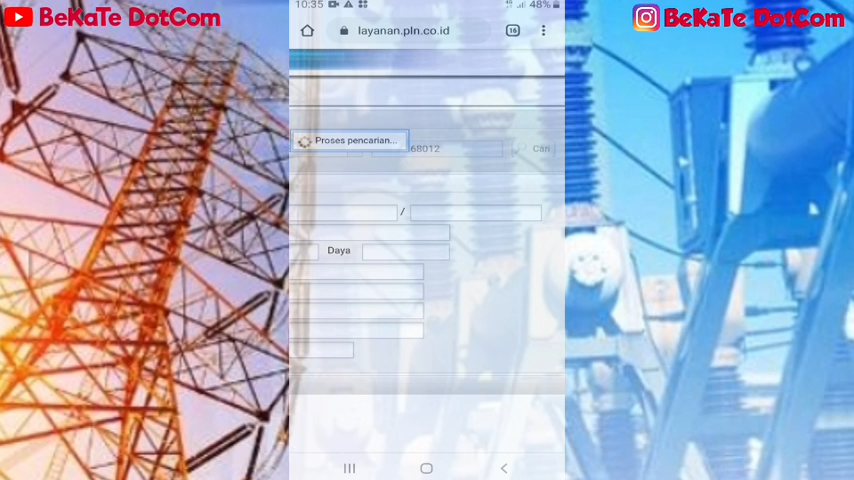 BeKaTe DotCom
BeKaTe DotCom
10:35
48%
layanan.pln.co.id
16
Proses pencarian...
68012
Cari
/
Daya